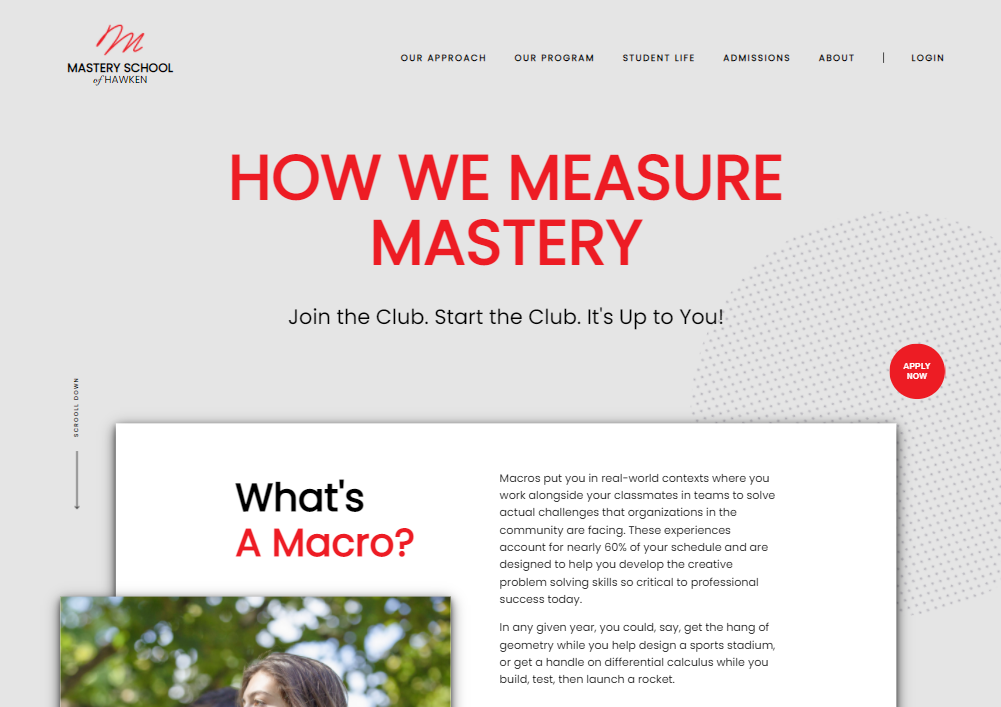 m
MASTERY SCHOOL
of HAWKEN
OUR APPROACH OUR PROGRAM STUDENT LIFE ADMISSIONS ABOUT | LOGIN
HOW WE MEASURE
MASTERY
Join the Club. Start the Club. It's Up to You!
APPLY
NOW
SCROOLL DOWN
What's
A Macro?
Macros put you in real-world contexts where you
work alongside your classmates in teams to solve
actual challenges that organizations in the
community are facing. These experiences
account for nearly 60% of your schedule and are
designed to help you develop the creative
problem solving skills so critical to professional
success today.
In any given year, you could, say, get the hang of
geometry while you help design a sports stadium,
or get a handle on differential calculus while you
build, test, then launch a rocket.